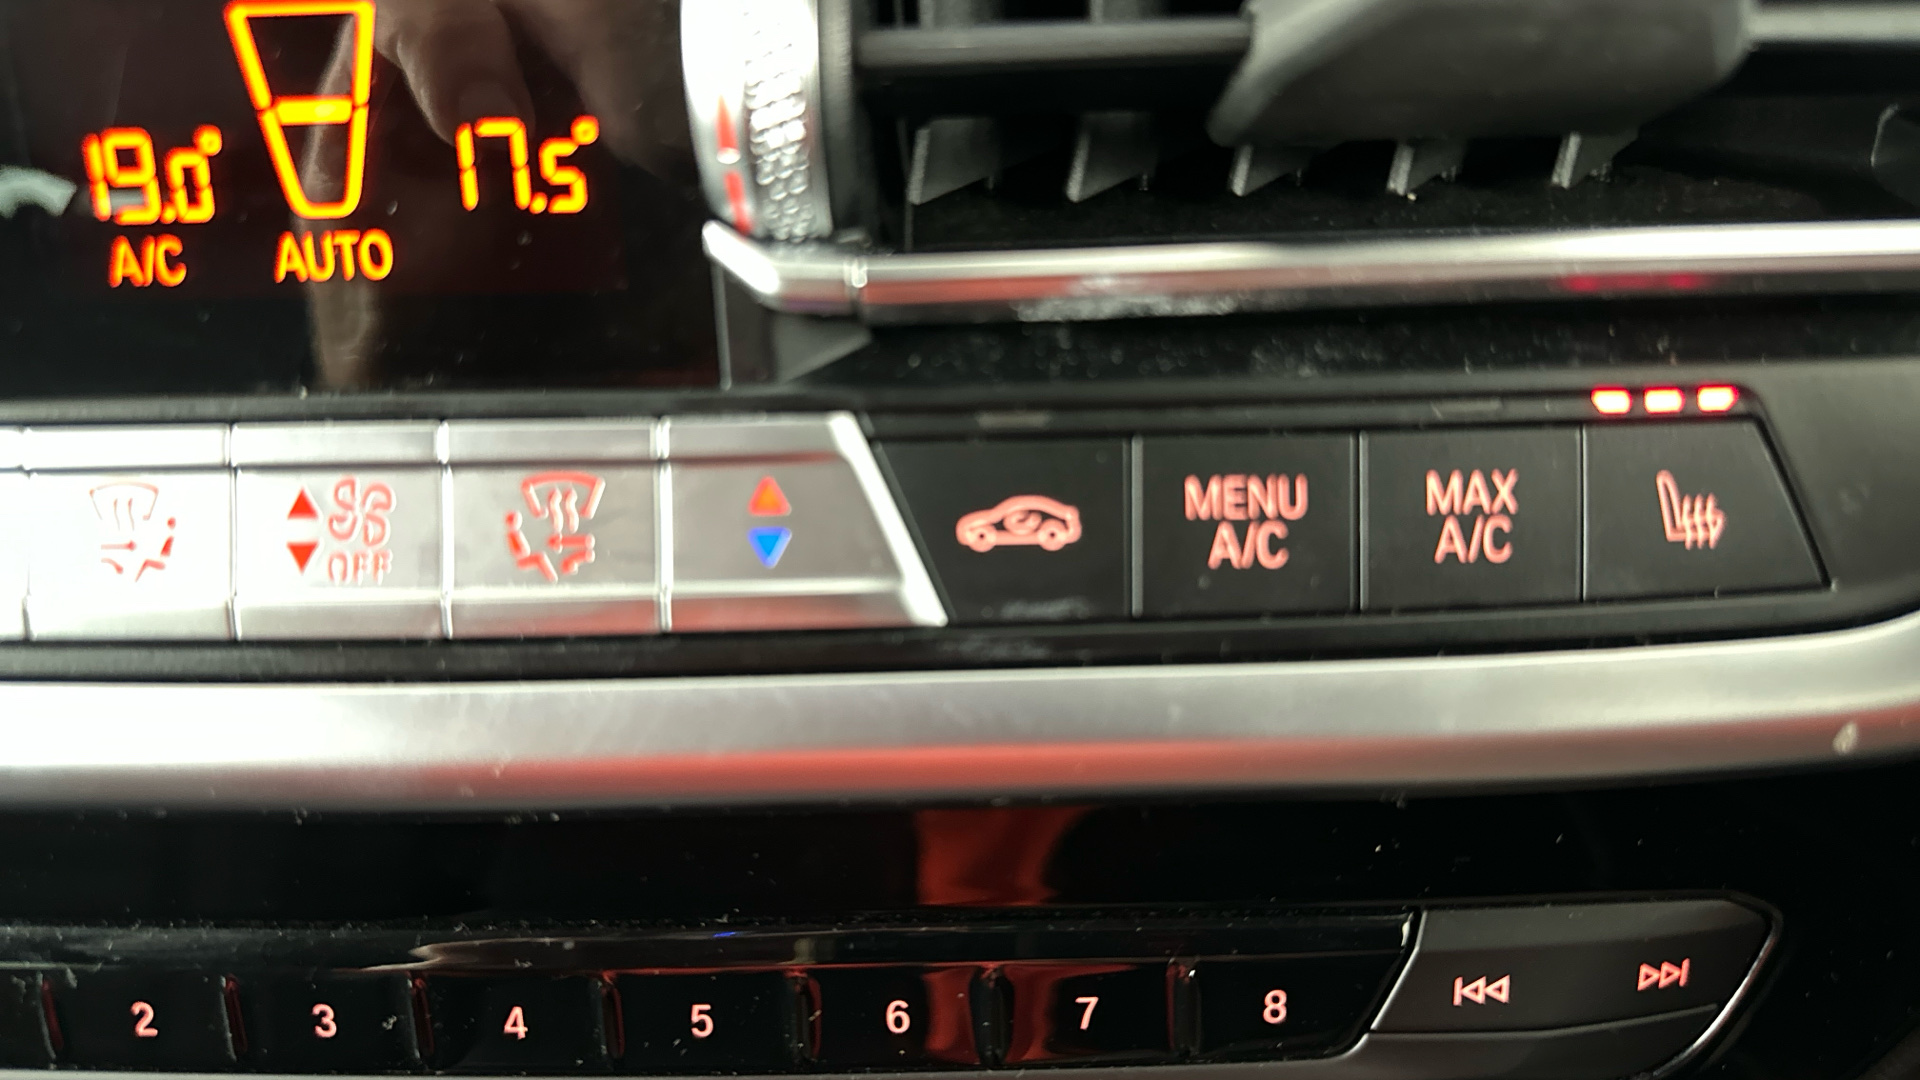 19.0°
17.5°
A/C
AUTO
OFF
MENU
A/C
MAX
A/C
2 3 4 5 6 7 8